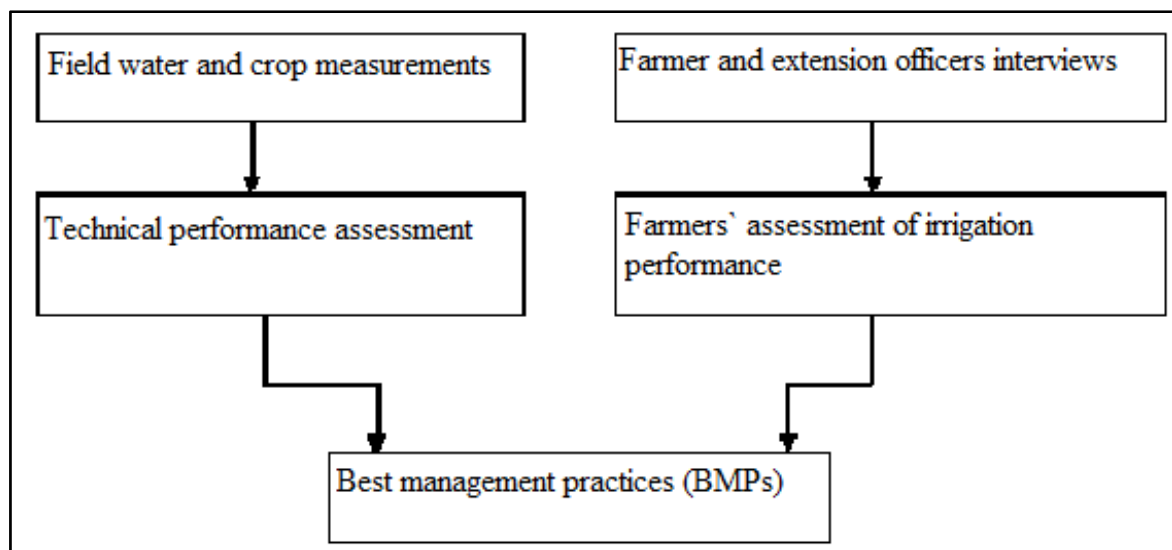 Field water and crop measurements
Farmer and extension officers interviews
Technical performance assessment
Farmers` assessment of irrigation
performance
Best management practices (BMPs)